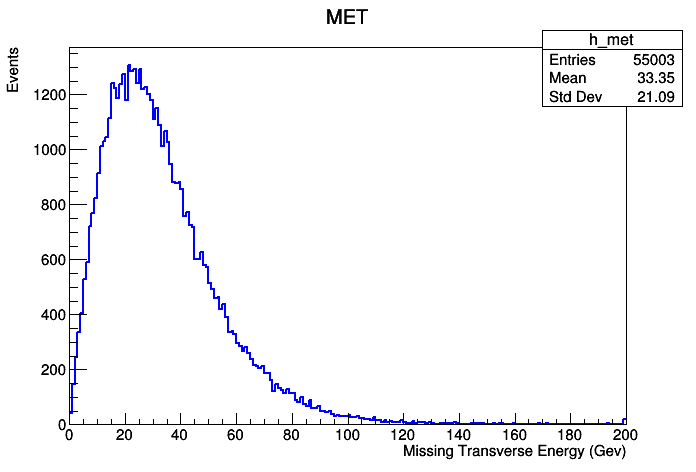 MET
h_met
Entries 55003
Mean 33.35
Std Dev 21.09
Events
1200
1000
800
600
400
200
0
0 20 40 60 80 100 120 140 160 180 200
Missing Transverse Energy (Gev)